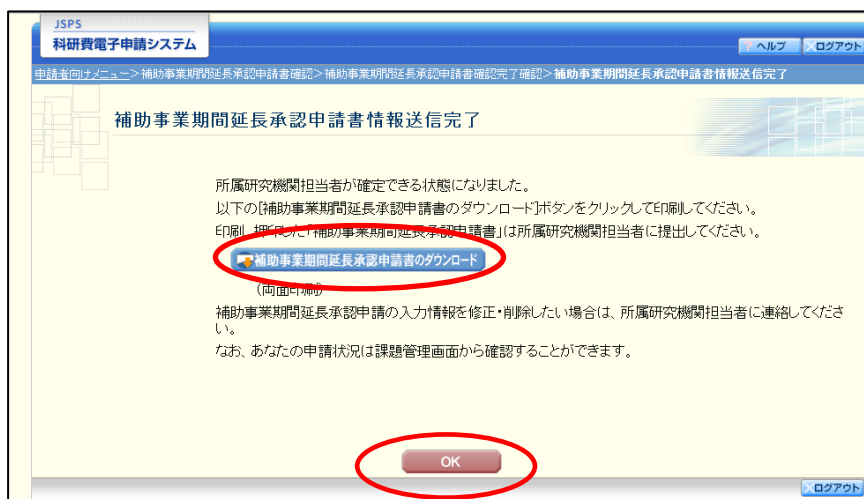 JSPS
科研費電子申請システム
? ヘルプ
×ログアウト
申請者向けメニュー>補助事業期間延長承認申請書確認>補助事業期間延長承認申請書確認完了確認>補助事業期間延長承認申請書情報送信完了
補助事業期間延長承認申請書情報送信完了
所属研究機関担当者が確定できる状態になりました。
以下の[補助事業期間延長承認申請書のダウンロード]ボタンをクリックして印刷してください。
印刷、押印した「補助事業期間延長承認申請書」は所属研究機関担当者に提出してください。
補助事業期間延長承認申請書のダウンロード
(両面印刷)
補助事業期間延長承認申請の入力情報を修正・削除したい場合は、所属研究機関担当者に連絡してくださ
い。
なお、あなたの申請状況は課題管理画面から確認することができます。
OK
×ログアウト